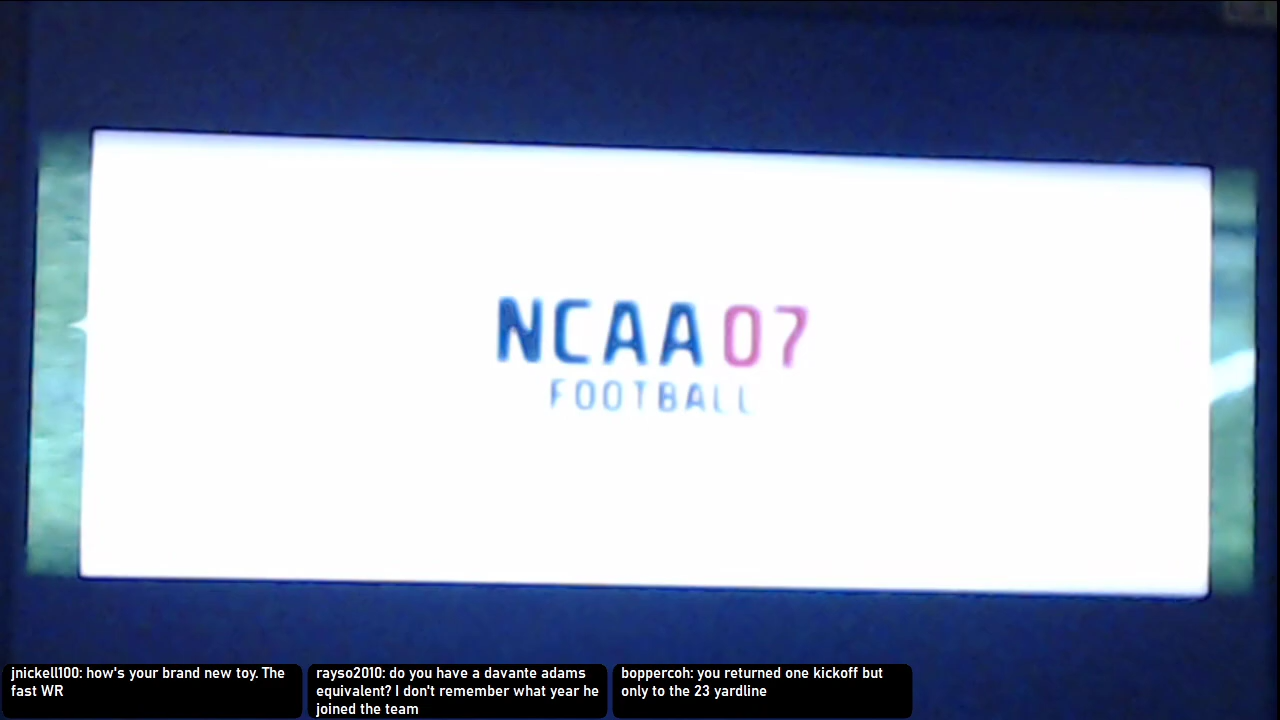 NCAA 07
FOOTBALL
jnickell100: how's your brand new toy. The
fast WR
rayso2010: do you have a davante adams
equivalent? I don't remember what year he
joined the team
boppercoh: you returned one kickoff but
only to the 23 yardline